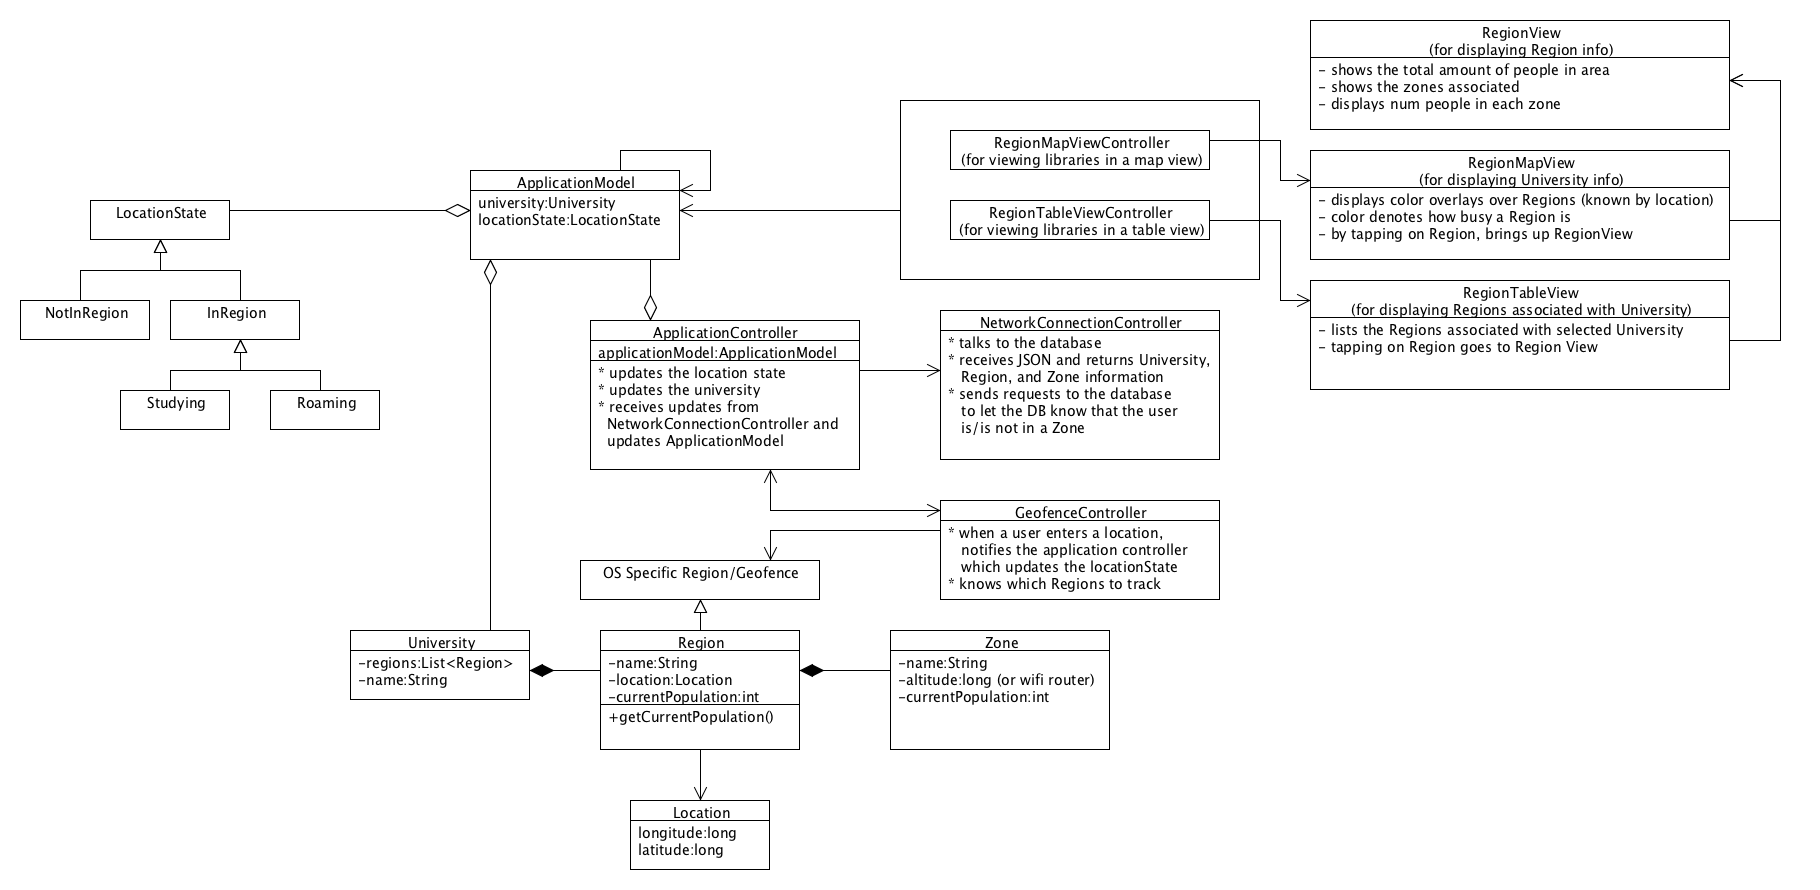 RegionView
(for displaying Region info)
- shows the total amount of people in area
- shows the zones associated
- displays num people in each zone
RegionMapViewController
(for viewing libraries in a map view)
RegionTableViewController
(for viewing libraries in a table view)
RegionMapView
(for displaying University info)
- displays color overlays over Regions (known by location)
- color denotes how busy a Region is
- by tapping on Region, brings up RegionView
ApplicationModel
university:University
locationState:LocationState
LocationState
NotInRegion
InRegion
Studying
Roaming
RegionTableView
(for displaying Regions associated with University)
- lists the Regions associated with selected University
- tapping on Region goes to Region View
ApplicationController
applicationModel:ApplicationModel
* updates the location state
* updates the university
* receives updates from
NetworkConnectionController and
updates ApplicationModel
NetworkConnectionController
* talks to the database
* receives JSON and returns University,
Region, and Zone information
* sends requests to the database
to let the DB know that the user
is/is not in a Zone
GeofenceController
* when a user enters a location,
notifies the application controller
which updates the locationState
* knows which Regions to track
OS Specific Region/Geofence
University
-regions:List<Region>
-name:String
Region
-name:String
-location:Location
-currentPopulation:int
+getCurrentPopulation()
Zone
-name:String
-altitude:long (or wifi router)
-currentPopulation:int
Location
longitude:long
latitude:long